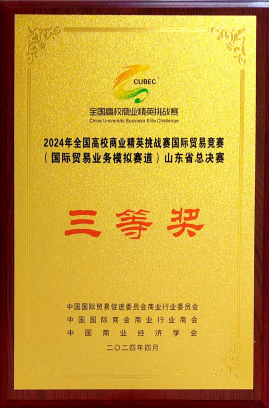 CUBEC
全国高校商业精英挑战赛
China University Business Elite Challenge
2024年全国高校商业精英挑战赛国际贸易竞赛
（国际贸易业务模拟赛道）山东省总决赛
三等奖
中国国际贸易促进委员会商业行业委员会
中国国际商会商业行业商会
中国商业经济学会
二〇二四年四月